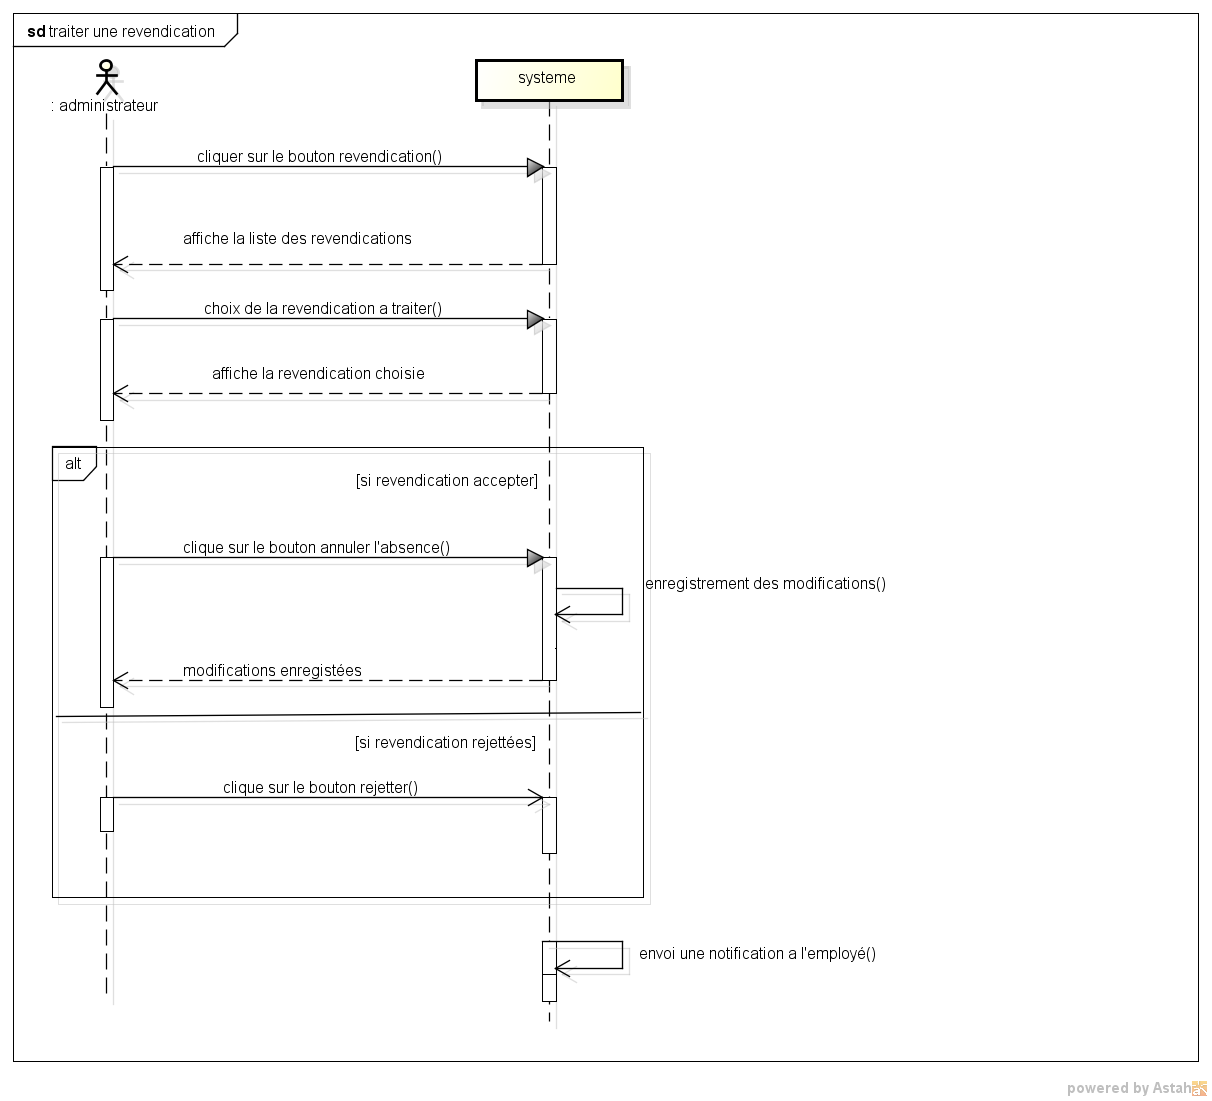 sd traiter une revendication
: administrateur
systeme
cliquer sur le bouton revendication()
affiche la liste des revendications
choix de la revendication a traiter()
affiche la revendication choisie
alt
[si revendication accepter]
clique sur le bouton annuler l'absence()
enregistrement des modifications()
modifications enregistées
[si revendication rejettées]
clique sur le bouton rejetter()
envoi une notification a l'employé()
powered by Astah